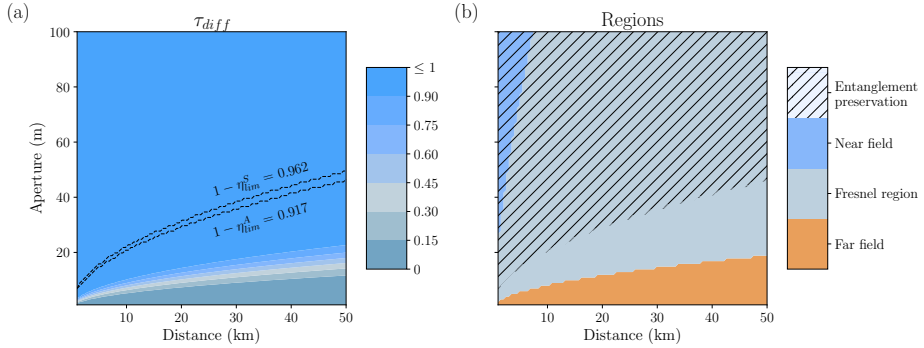 (a)
τ_diff
100
80
60
40
20
Aperture (m)
1 − η^S_lim = 0.962
1 − η^A_lim = 0.917
10
20
30
40
50
Distance (km)
≤ 1
0.90
0.75
0.60
0.45
0.30
0.15
0
(b)
Regions
10
20
30
40
50
Distance (km)
Entanglement
preservation
Near field
Fresnel region
Far field